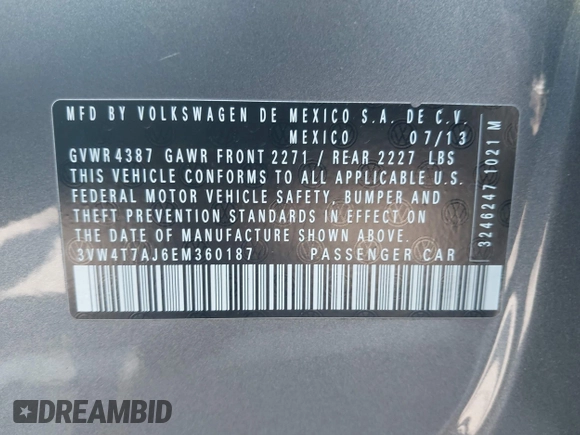 MFD BY VOLKSWAGEN DE MEXICO S.A. DE C.V.
MEXICO 07/13
GVWR 4387 GAWR FRONT 2271 / REAR 2227 LBS
THIS VEHICLE CONFORMS TO ALL APPLICABLE U.S.
FEDERAL MOTOR VEHICLE SAFETY, BUMPER AND
THEFT PREVENTION STANDARDS IN EFFECT ON
THE DATE OF MANUFACTURE SHOWN ABOVE.
3VW4T7AJ6EM360187 PASSENGER CAR
3246247 1021 M
DREAMBID